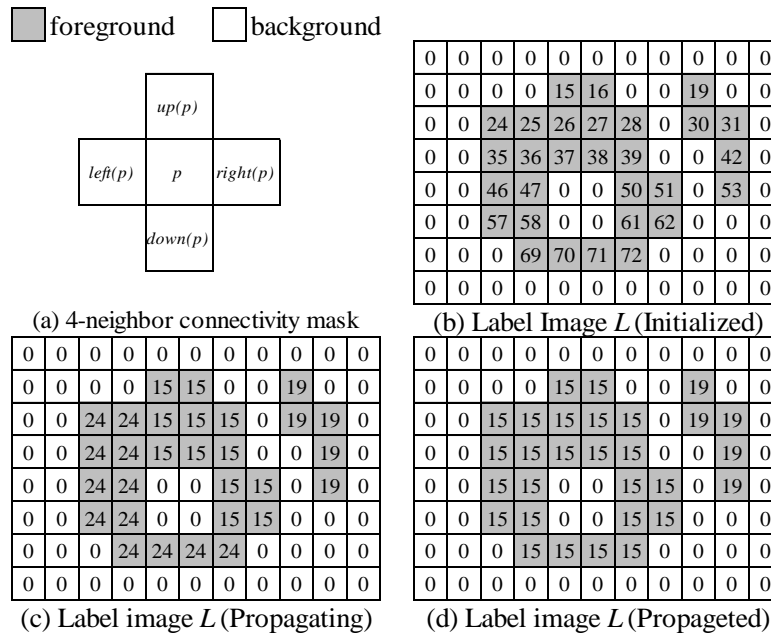 foreground
background
up(p)
left(p) p right(p)
down(p)
(a) 4-neighbor connectivity mask
0 0 0 0 0 0 0 0 0 0 0
0 0 0 0 15 16 0 0 19 0 0
0 0 24 25 26 27 28 0 30 31 0
0 0 35 36 37 38 39 0 0 42 0
0 0 46 47 0 0 50 51 0 53 0
0 0 57 58 0 0 61 62 0 0 0
0 0 0 69 70 71 72 0 0 0 0
0 0 0 0 0 0 0 0 0 0 0
(b) Label Image L (Initialized)
0 0 0 0 0 0 0 0 0 0 0
0 0 0 0 15 15 0 0 19 0 0
0 0 24 24 15 15 15 0 19 19 0
0 0 24 24 15 15 15 0 0 19 0
0 0 24 24 0 0 15 15 0 19 0
0 0 24 24 0 0 15 15 0 0 0
0 0 0 24 24 24 24 0 0 0 0
0 0 0 0 0 0 0 0 0 0 0
(c) Label image L (Propagating)
0 0 0 0 0 0 0 0 0 0 0
0 0 0 0 15 15 0 0 19 0 0
0 0 15 15 15 15 15 0 19 19 0
0 0 15 15 15 15 15 0 0 19 0
0 0 15 15 0 0 15 15 0 19 0
0 0 15 15 0 0 15 15 0 0 0
0 0 0 15 15 15 15 0 0 0 0
0 0 0 0 0 0 0 0 0 0 0
(d) Label image L (Propageted)